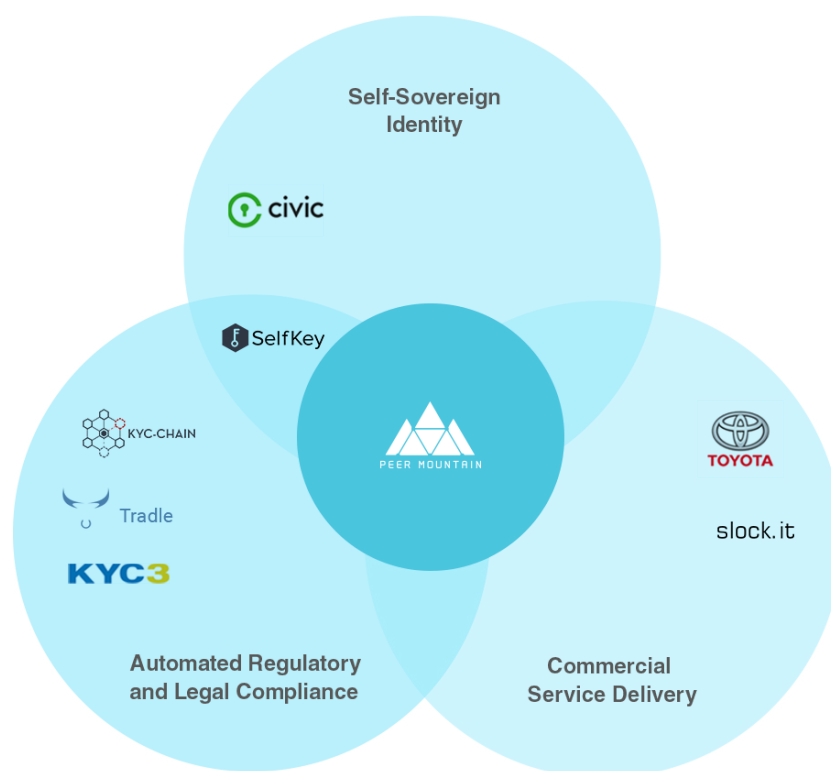 Self-Sovereign
Identity
civic
SelfKey
KYC-CHAIN
Tradle
KYC3
PEER MOUNTAIN
TOYOTA
slock.it
Automated Regulatory
and Legal Compliance
Commercial
Service Delivery